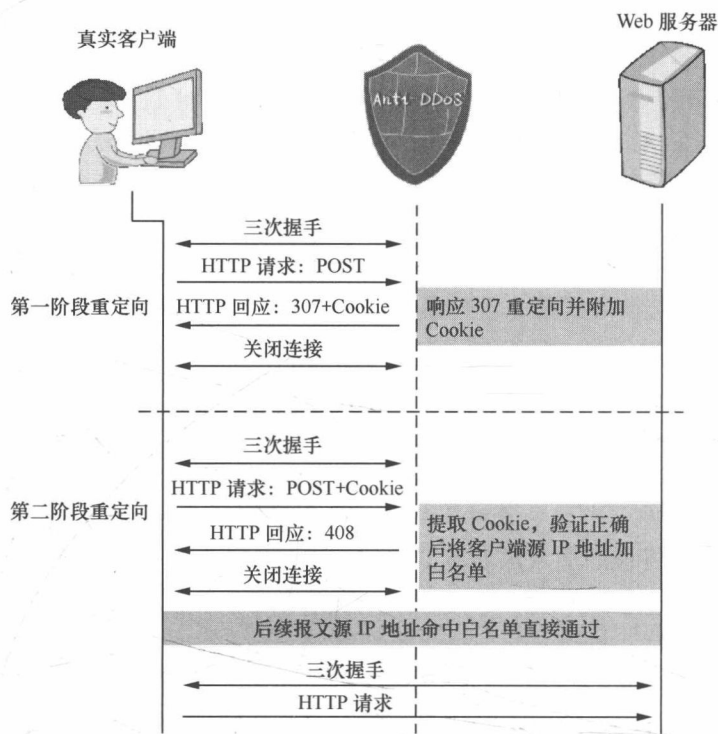 Web 服务器
真实客户端
Anti-DDoS
三次握手
HTTP 请求：POST
第一阶段重定向
HTTP 回应：307+Cookie
响应 307 重定向并附加
Cookie
关闭连接
三次握手
HTTP 请求：POST+Cookie
第二阶段重定向
HTTP 回应：408
提取 Cookie，验证正确
后将客户端源 IP 地址加
白名单
关闭连接
后续报文源 IP 地址命中白名单直接通过
三次握手
HTTP 请求